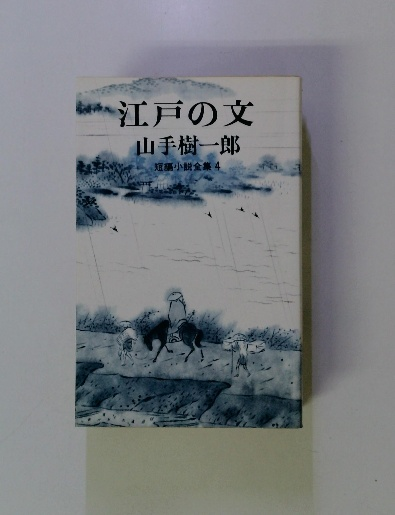 江戸の文
山手樹一郎
短編小説全集4